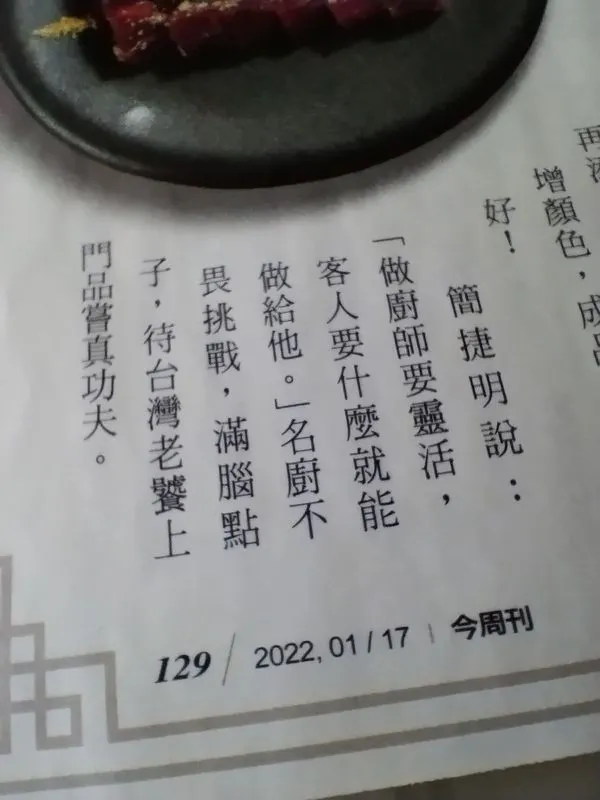 增顏色，成品
好！
簡捷明說：
「做廚師要靈活，
客人要什麼就能
做給他。」名廚不
畏挑戰，滿腦點
子，待台灣老饕上
門品嘗真功夫。
129 / 2022, 01 / 17 | 今周刊